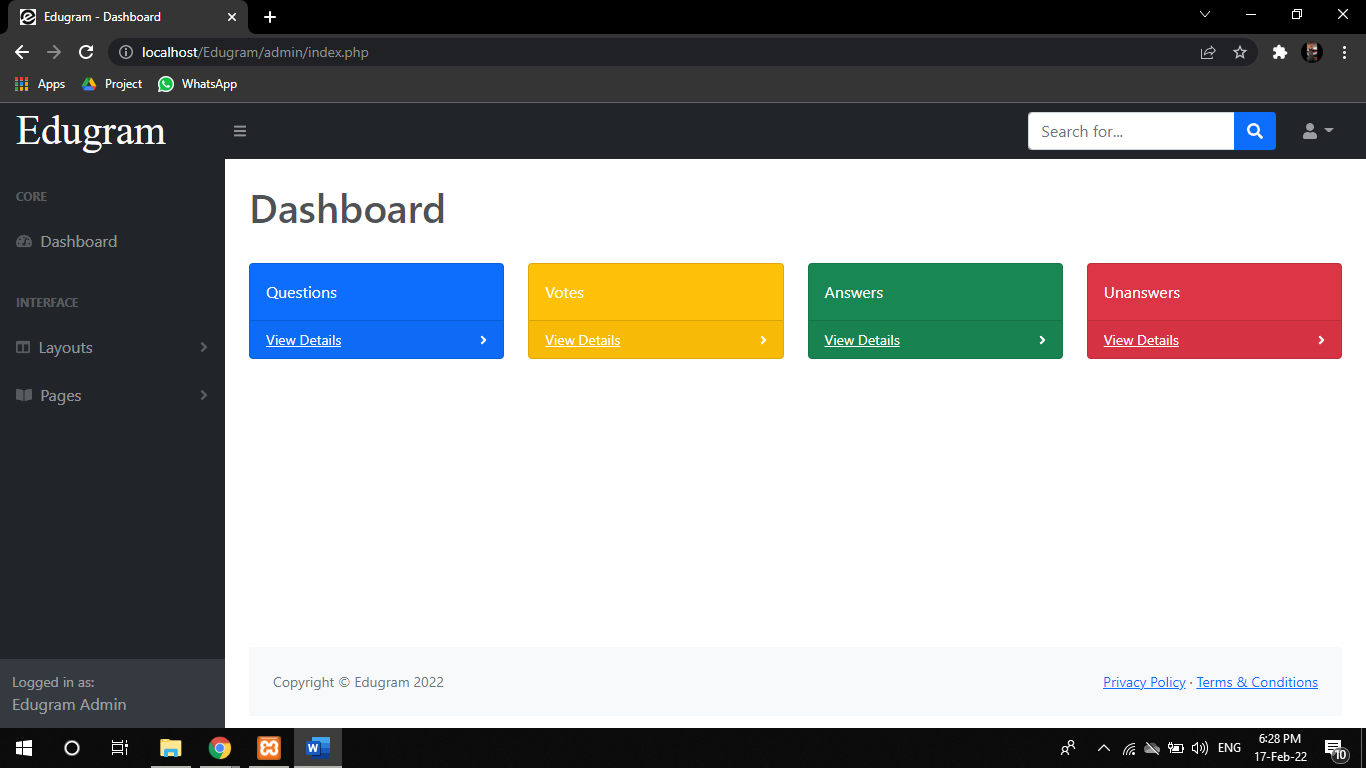 Edugram - Dashboard
localhost/Edugram/admin/index.php
Apps Project WhatsApp
Edugram
Search for...
CORE
Dashboard
INTERFACE
Layouts
Pages
Logged in as:
Edugram Admin
Dashboard
Questions
View Details
Votes
View Details
Answers
View Details
Unanswers
View Details
Copyright © Edugram 2022
Privacy Policy · Terms & Conditions
ENG
6:28 PM
17-Feb-22
10